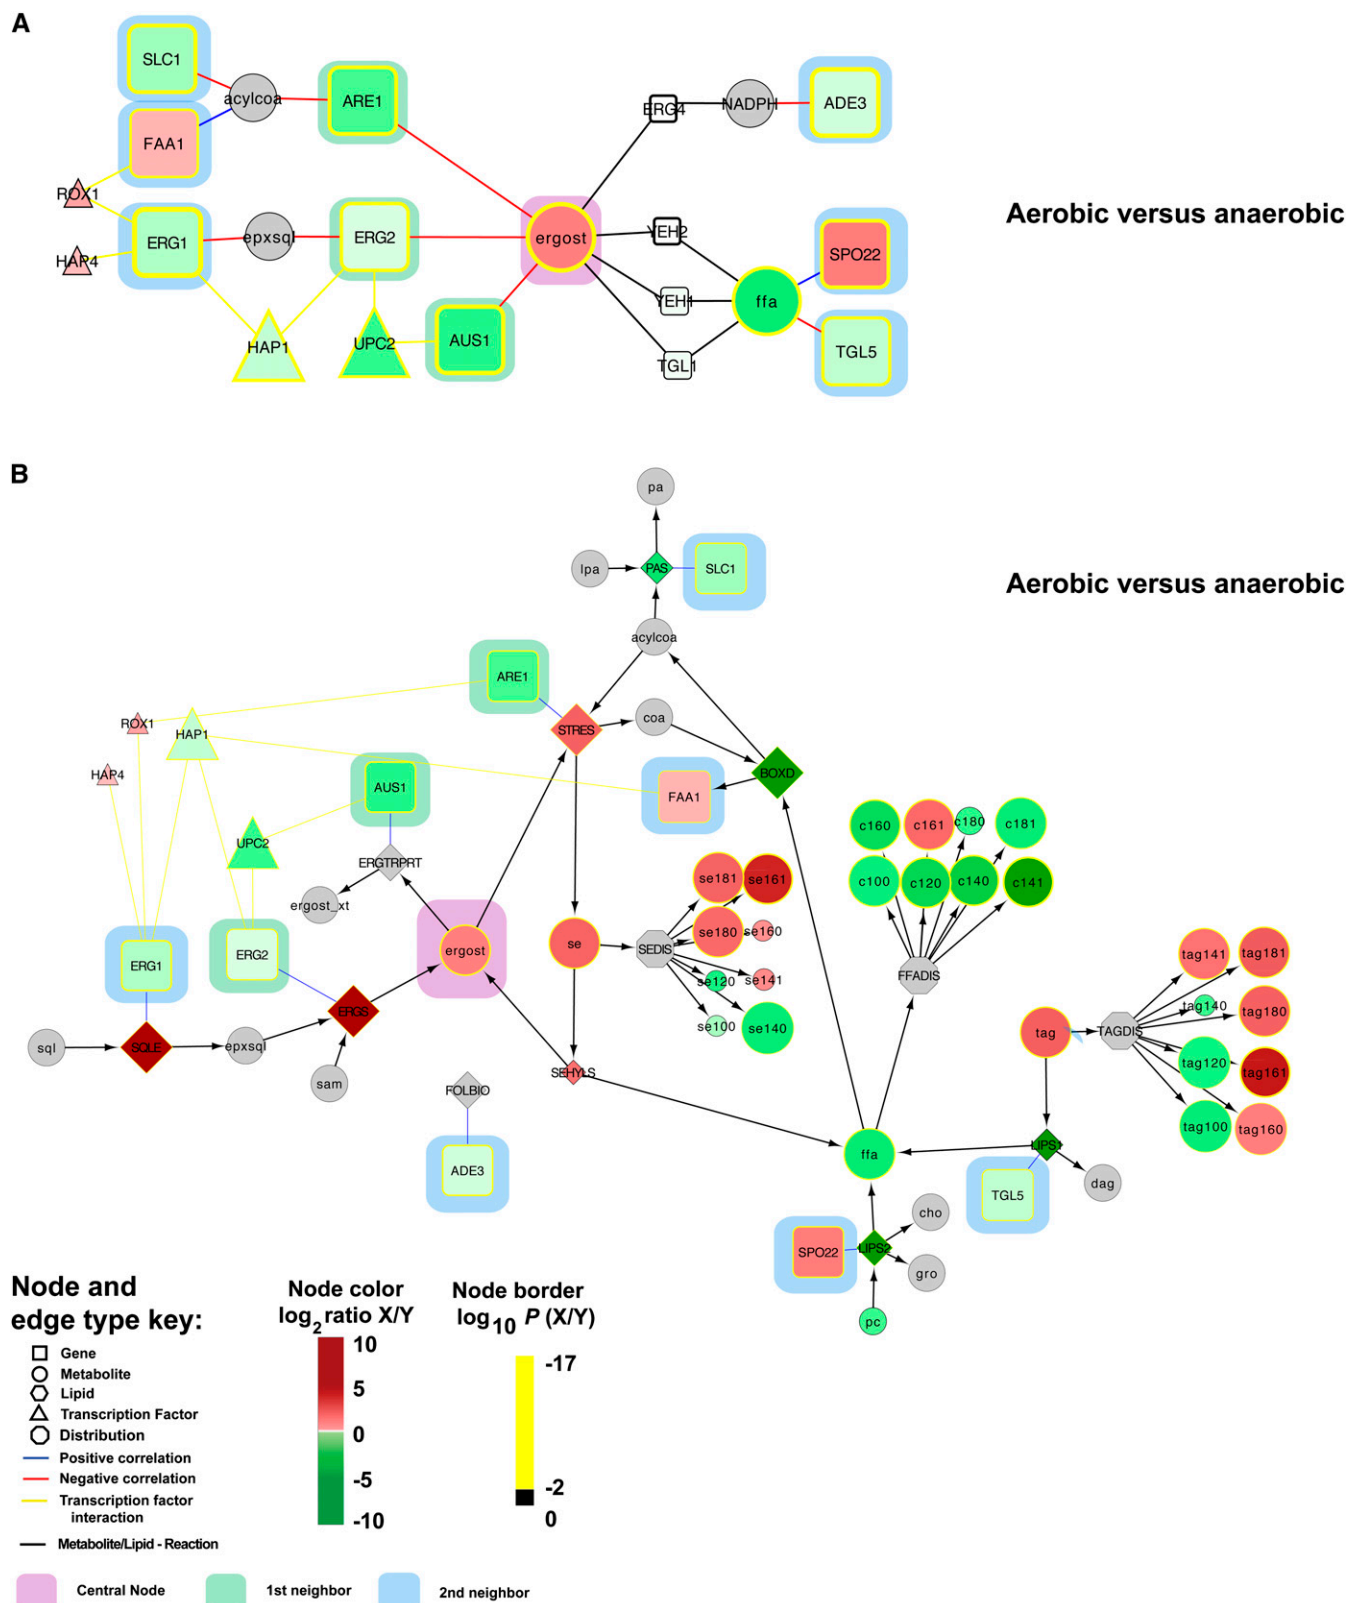 A
SLC1
acylcoa
ARE1
ERG4
NADPH
ADE3
FAA1
ROX1
Aerobic versus anaerobic
ERG1
epxsql
ERG2
ergost
YEH2
SPO22
HAP4
YEH1
ffa
HAP1
UPC2
AUS1
TGL1
TGL5
B
pa
lpa
PAS
SLC1
Aerobic versus anaerobic
acylcoa
ARE1
ROX1
HAP1
STRES
coa
HAP4
AUS1
FAA1
BOXD
UPC2
ERGTRPRT
c160
c161
c180
c181
ergost_xt
se181
se161
c100
c120
c140
c141
ERG1
ERG2
ergost
se
SEDIS
se180
se160
FFADIS
tag141
tag181
se120
se141
tag140
tag180
sql
SQLE
epxsql
ERGS
se100
se140
tag
TAGDIS
sam
FOLBIO
SEHYLS
tag120
tag161
ADE3
ffa
LIPS1
tag100
tag160
TGL5
dag
cho
SPO22
LIPS2
gro
pc
Node and
edge type key:
Gene
Metabolite
Lipid
Transcription Factor
Distribution
Positive correlation
Negative correlation
Transcription factor
interaction
Metabolite/Lipid - Reaction
Node color
log2 ratio X/Y
10
5
0
-5
-10
Node border
log10 P (X/Y)
-17
-2
0
Central Node
1st neighbor
2nd neighbor